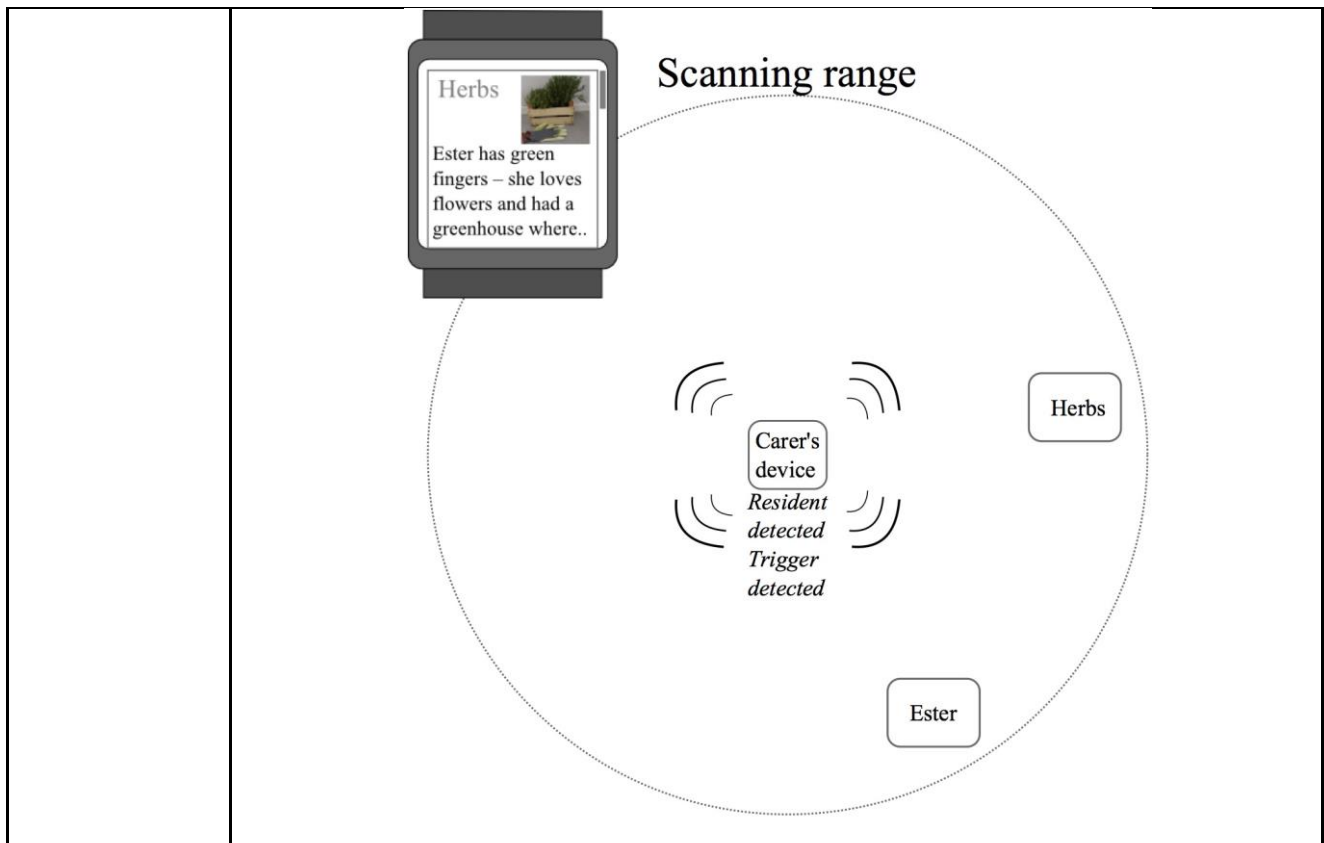 Scanning range
Herbs
Ester has green
fingers – she loves
flowers and had a
greenhouse where..
Herbs
Carer's
device
Resident
detected
Trigger
detected
Ester